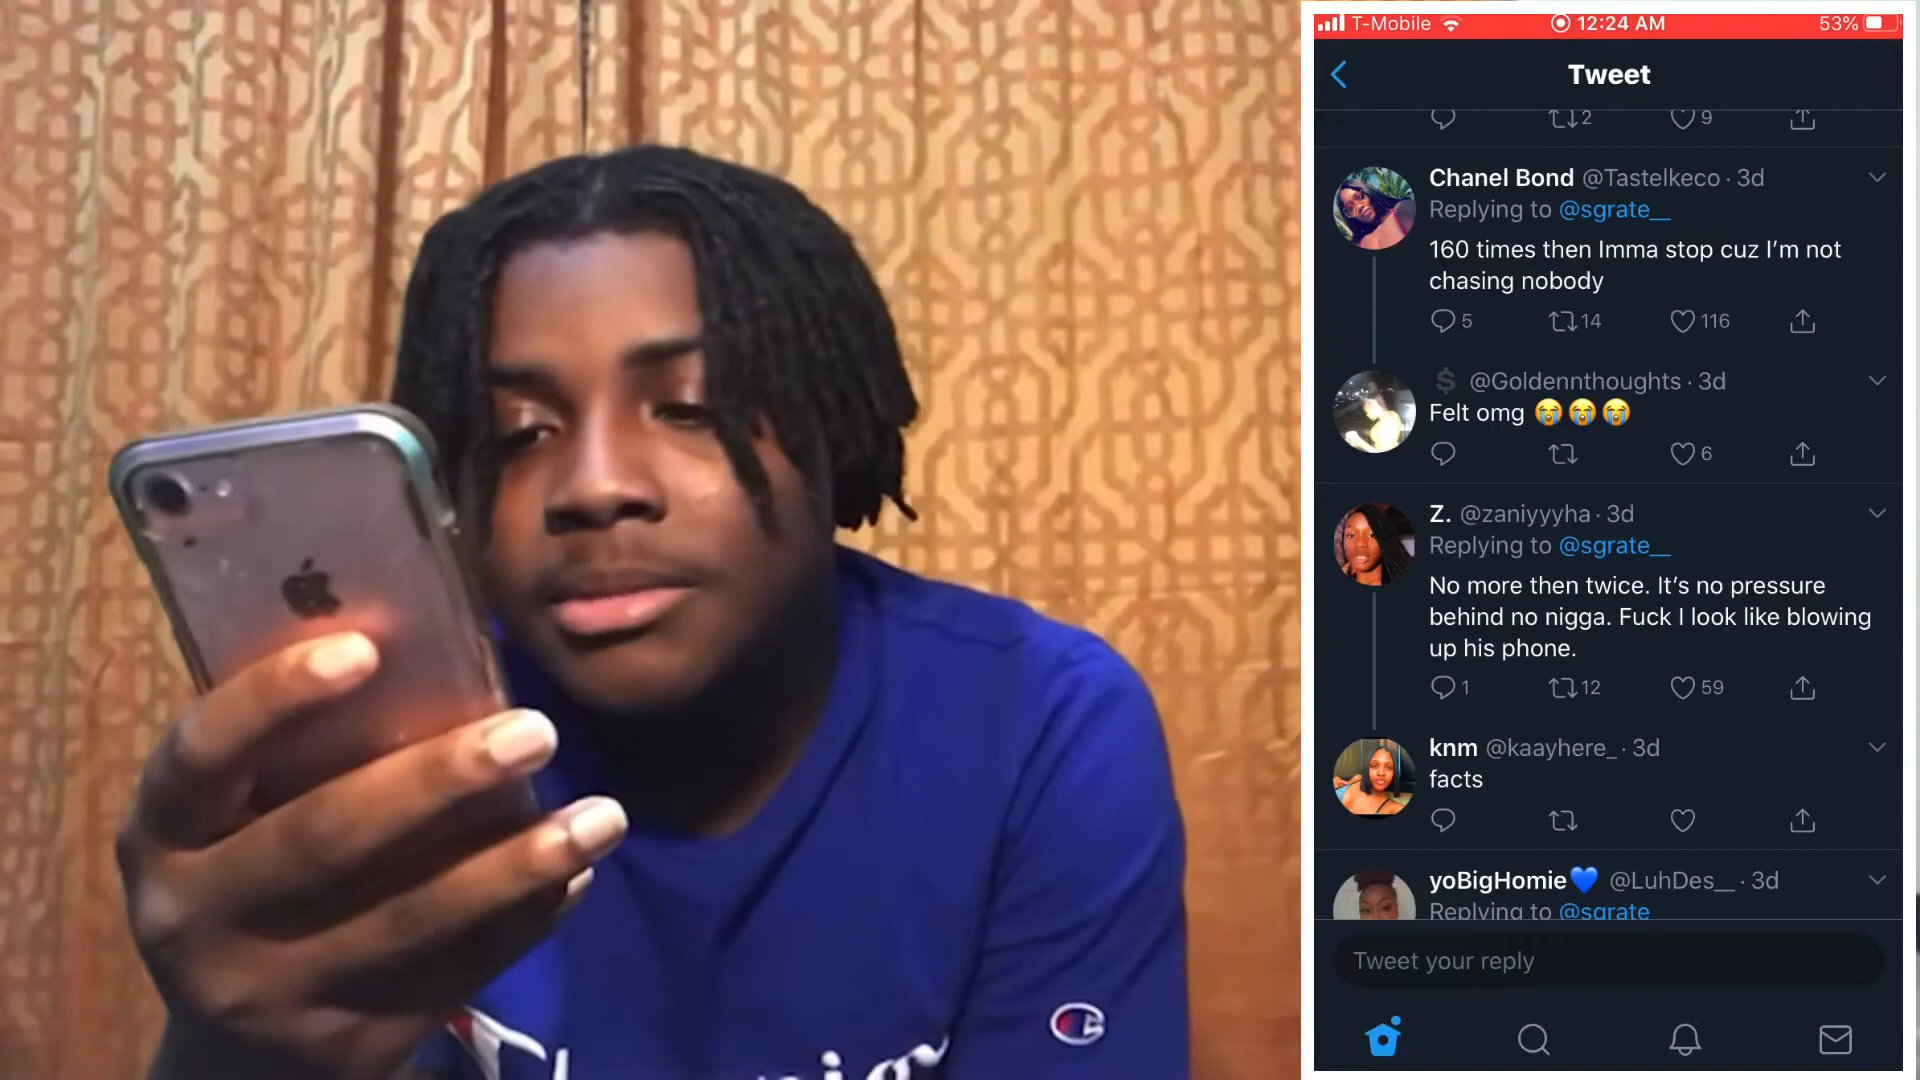 T-Mobile 12:24 AM 53%
Tweet
2 9
Chanel Bond @Tastelkeco · 3d
Replying to @sgrate__
160 times then Imma stop cuz I’m not
chasing nobody
5 14 116
$ @Goldennthoughts · 3d
Felt omg 😭😭😭
6
Z. @zaniyyyha · 3d
Replying to @sgrate__
No more then twice. It’s no pressure
behind no nigga. Fuck I look like blowing
up his phone.
1 12 59
knm @kaayhere_ · 3d
facts
yoBigHomie💙 @LuhDes__ · 3d
Replying to @sgrate
Tweet your reply